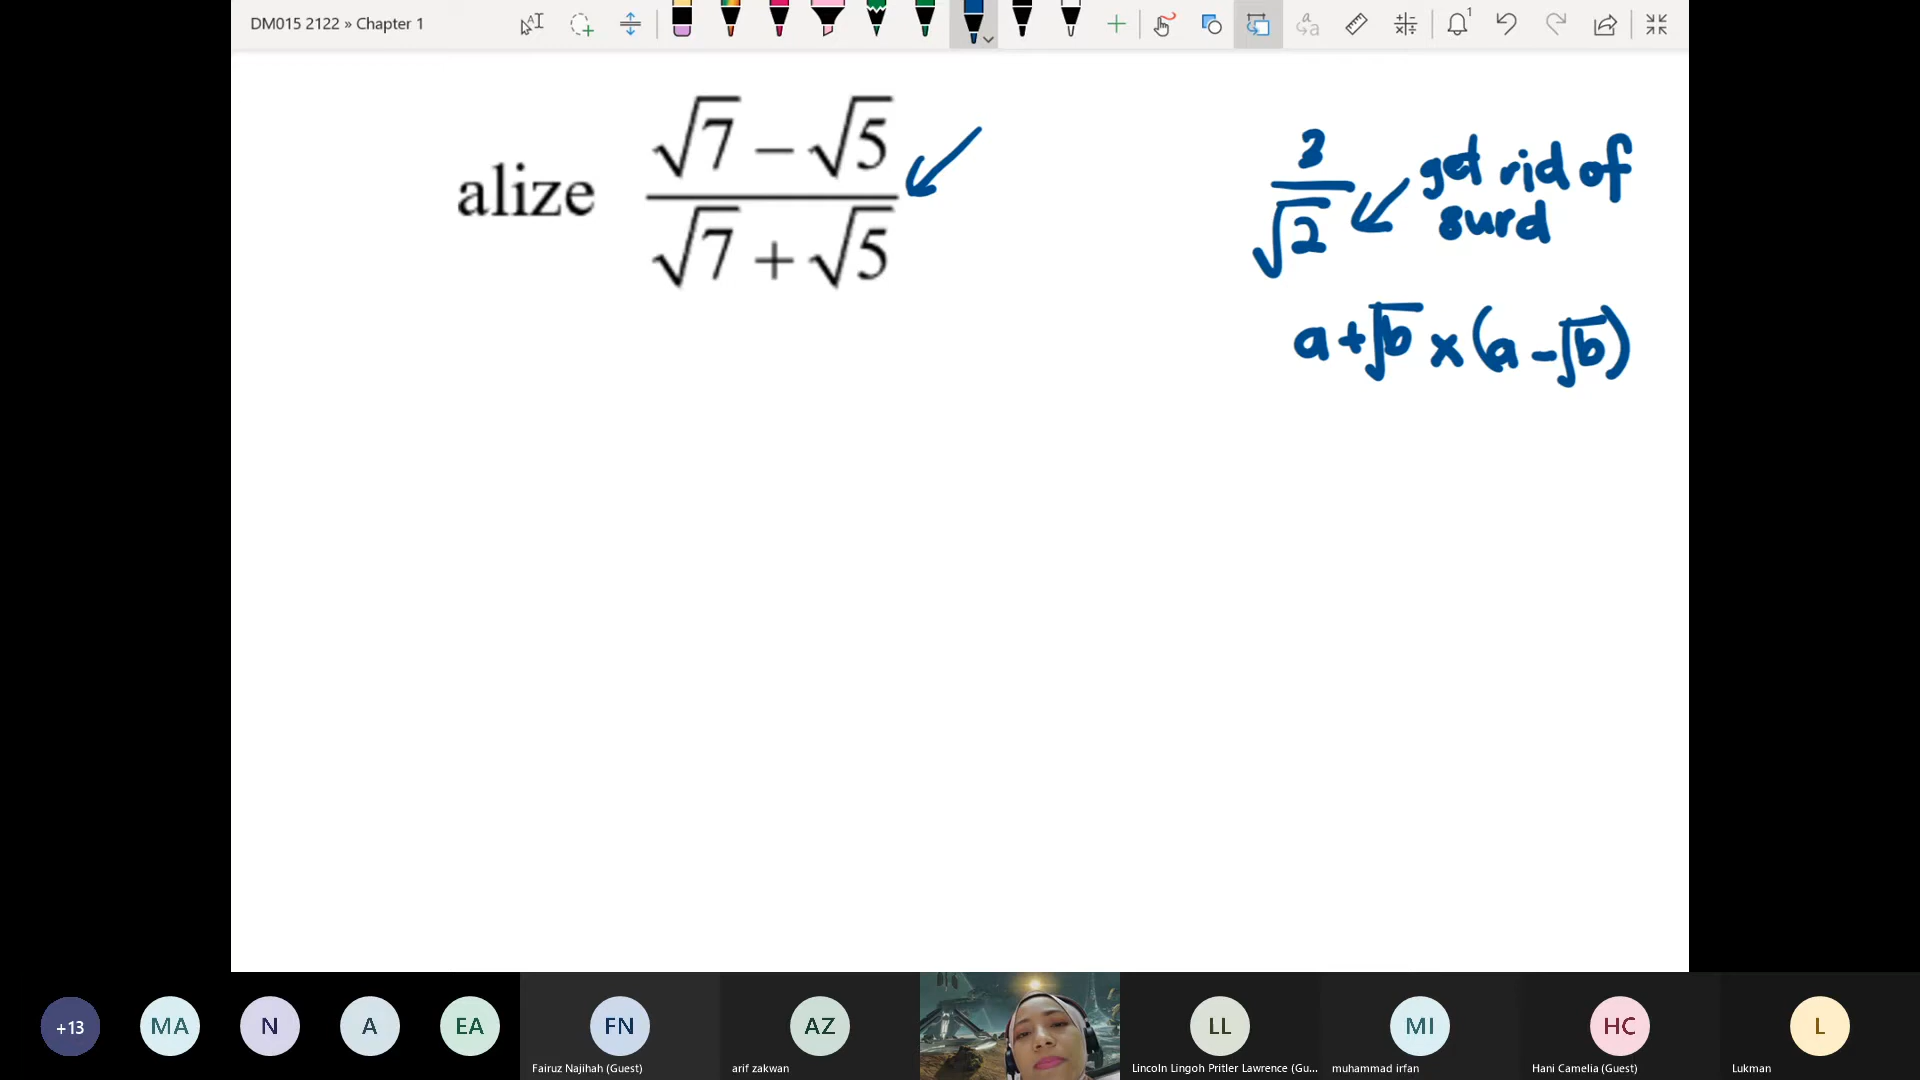 DM015 2122 » Chapter 1
1
alize √7 − √5 / √7 + √5
3/√2 get rid of
surd
a + √b × (a − √b)
+13
MA
N
A
EA
FN
AZ
LL
MI
HC
L
Fairuz Najihah (Guest)
arif zakwan
Lincoln Lingoh Pritler Lawrence (Gu...
muhammad irfan
Hani Camelia (Guest)
Lukman